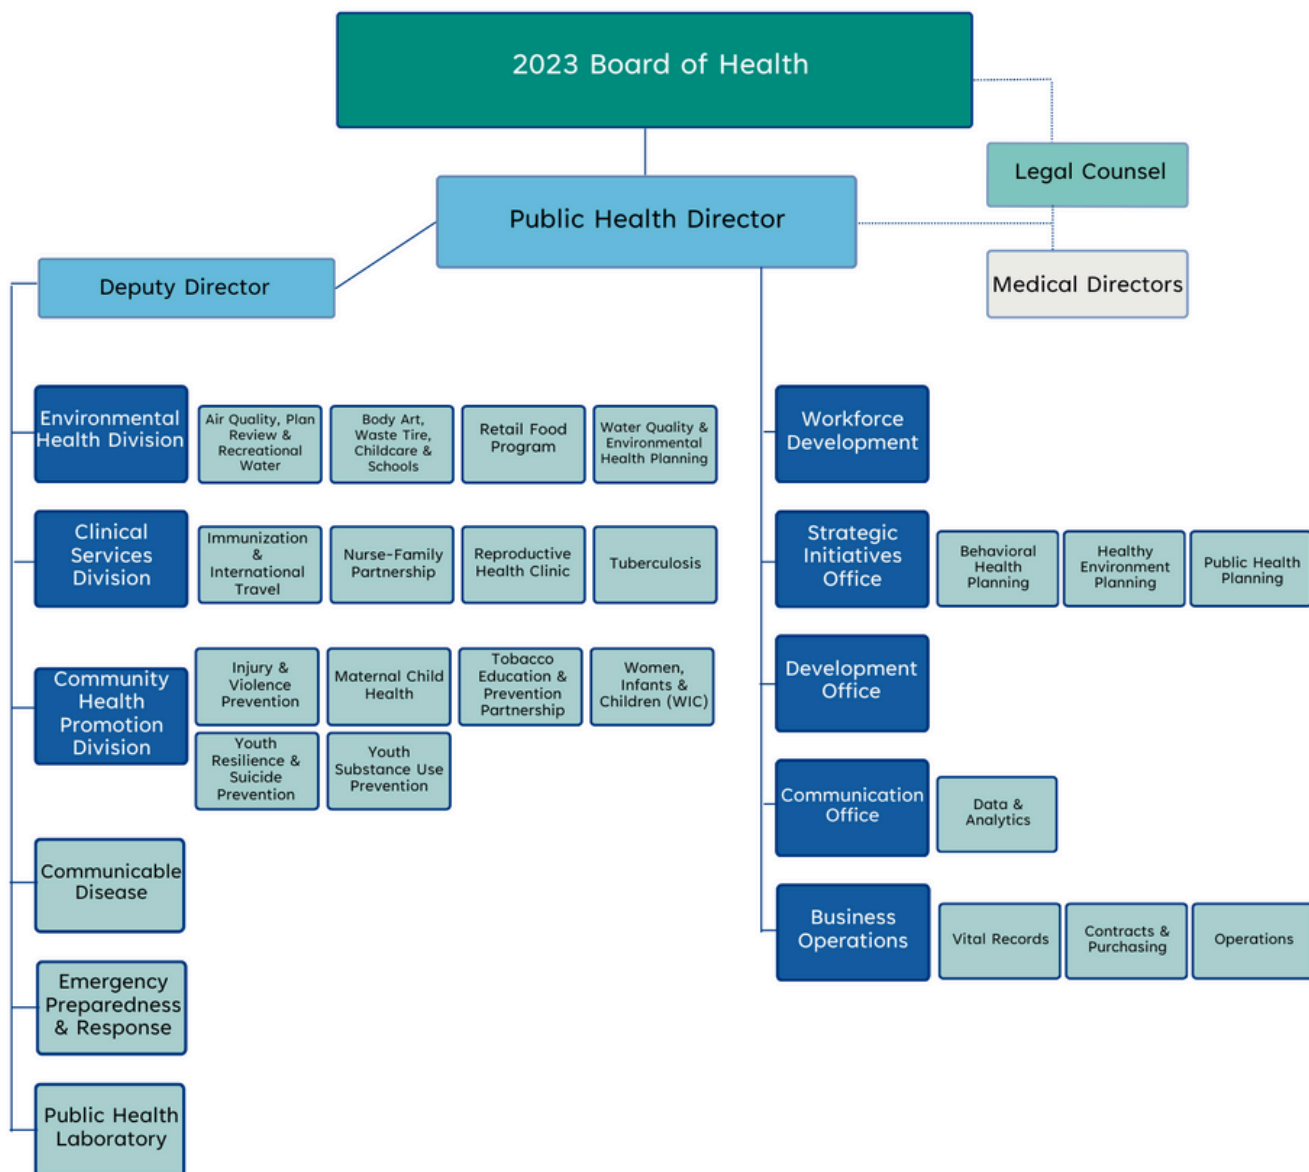 2023 Board of Health
Legal Counsel
Public Health Director
Medical Directors
Deputy Director
Environmental
Health Division
Air Quality, Plan
Review &
Recreational
Water
Body Art,
Waste Tire,
Childcare &
Schools
Retail Food
Program
Water Quality &
Environmental
Health Planning
Clinical
Services
Division
Immunization
&
International
Travel
Nurse-Family
Partnership
Reproductive
Health Clinic
Tuberculosis
Community
Health
Promotion
Division
Injury &
Violence
Prevention
Maternal Child
Health
Tobacco
Education &
Prevention
Partnership
Women,
Infants &
Children (WIC)
Youth
Resilience &
Suicide
Prevention
Youth
Substance Use
Prevention
Communicable
Disease
Emergency
Preparedness
& Response
Public Health
Laboratory
Workforce
Development
Strategic
Initiatives
Office
Behavioral
Health
Planning
Healthy
Environment
Planning
Public Health
Planning
Development
Office
Communication
Office
Data &
Analytics
Business
Operations
Vital Records
Contracts &
Purchasing
Operations